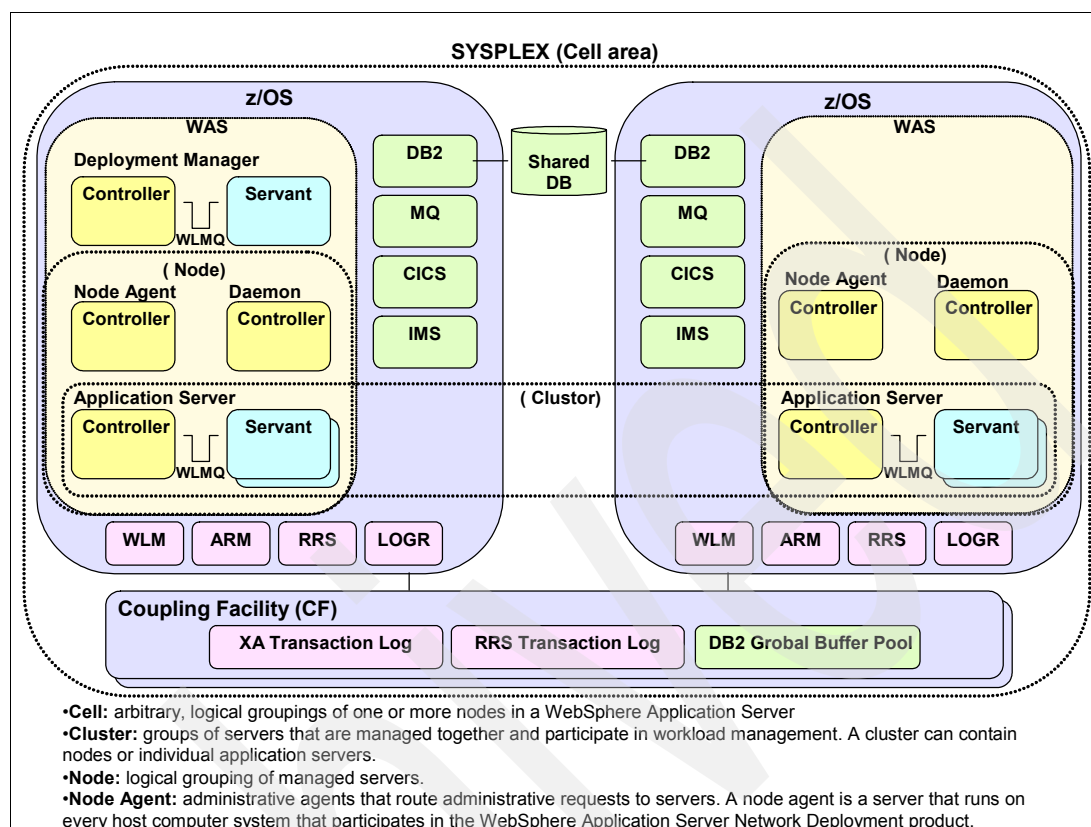 SYSPLEX (Cell area)
z/OS
WAS
Deployment Manager
Controller
WLMQ
Servant
( Node)
Node Agent
Daemon
Controller
Controller
Application Server
Controller
WLMQ
Servant
DB2
MQ
CICS
IMS
Shared
DB
( Clustor)
z/OS
WAS
DB2
MQ
CICS
IMS
( Node)
Node Agent
Daemon
Controller
Controller
Application Server
Controller
WLMQ
Servant
WLM
ARM
RRS
LOGR
WLM
ARM
RRS
LOGR
Coupling Facility (CF)
XA Transaction Log
RRS Transaction Log
DB2 Grobal Buffer Pool
•Cell: arbitrary, logical groupings of one or more nodes in a WebSphere Application Server
•Cluster: groups of servers that are managed together and participate in workload management. A cluster can contain
nodes or individual application servers.
•Node: logical grouping of managed servers.
•Node Agent: administrative agents that route administrative requests to servers. A node agent is a server that runs on
every host computer system that participates in the WebSphere Application Server Network Deployment product.